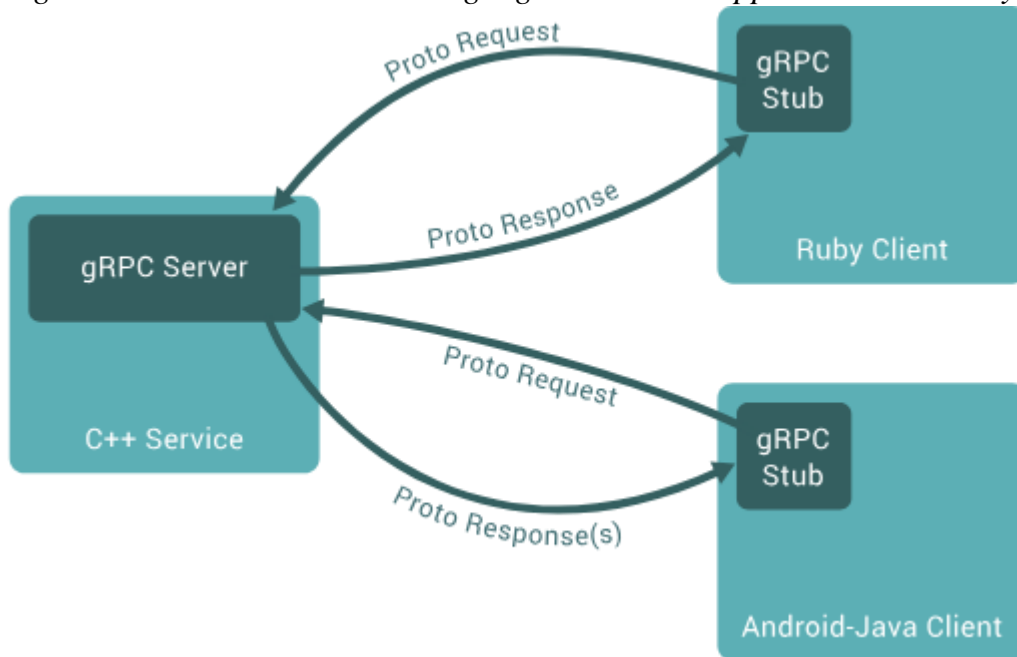 Proto Request
gRPC
Stub
Proto Response
Ruby Client
gRPC Server
C++ Service
Proto Request
gRPC
Stub
Proto Response(s)
Android-Java Client